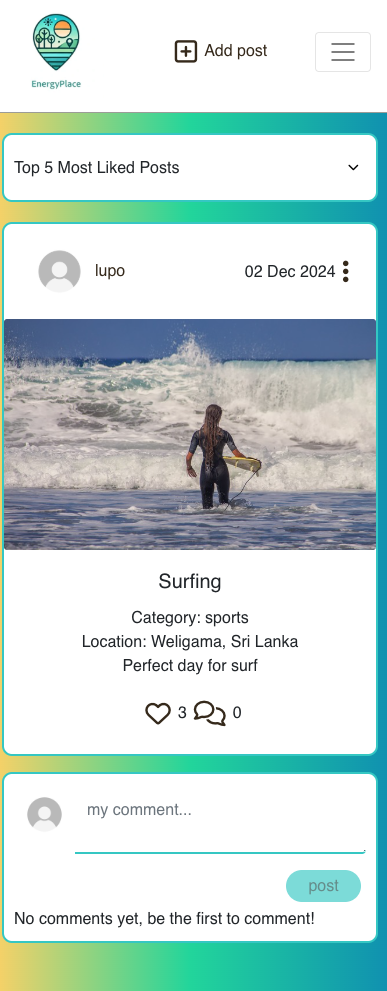 EnergyPlace
Add post
Top 5 Most Liked Posts
lupo
02 Dec 2024
Surfing
Category: sports
Location: Weligama, Sri Lanka
Perfect day for surf
3 0
my comment...
post
No comments yet, be the first to comment!